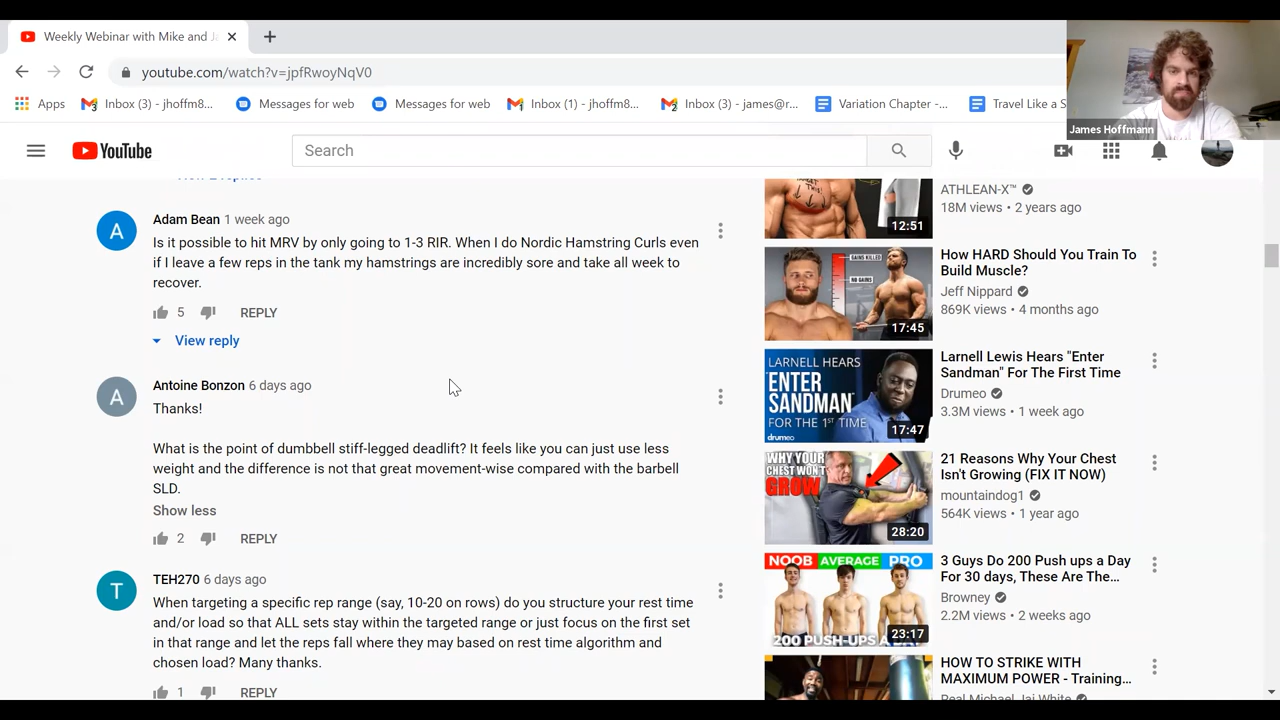 Weekly Webinar with Mike and J
youtube.com/watch?v=jpfRwoyNqV0
Apps
Inbox (3) - jhoffm8...
Messages for web
Messages for web
Inbox (1) - jhoffm8...
Inbox (2) - james@r...
Variation Chapter -...
Travel Like a S
James Hoffmann
YouTube
Search
Adam Bean 1 week ago
Is it possible to hit MRV by only going to 1-3 RIR. When I do Nordic Hamstring Curls even
if I leave a few reps in the tank my hamstrings are incredibly sore and take all week to
recover.
5 REPLY
View reply
A
Antoine Bonzon 6 days ago
A
Thanks!
What is the point of dumbbell stiff-legged deadlift? It feels like you can just use less
weight and the difference is not that great movement-wise compared with the barbell
SLD.
Show less
2 REPLY
TEH270 6 days ago
T
When targeting a specific rep range (say, 10-20 on rows) do you structure your rest time
and/or load so that ALL sets stay within the targeted range or just focus on the first set
in that range and let the reps fall where they may based on rest time algorithm and
chosen load? Many thanks.
1 REPLY
12:51
ATHLEAN-X™
18M views • 2 years ago
GAINS KILLED
NO GAINS
17:45
How HARD Should You Train To
Build Muscle?
Jeff Nippard
869K views • 4 months ago
LARNELL HEARS
"ENTER
SANDMAN"
FOR THE 1ST TIME
drumeo
17:47
Larnell Lewis Hears "Enter
Sandman" For The First Time
Drumeo
3.3M views • 1 week ago
WHY YOUR
CHEST WON'T
GROW
28:20
21 Reasons Why Your Chest
Isn't Growing (FIX IT NOW)
mountaindog1
564K views • 1 year ago
NOOB AVERAGE PRO
200 PUSH-UPS A
23:17
3 Guys Do 200 Push ups a Day
For 30 days, These Are The...
Browney
2.2M views • 2 weeks ago
HOW TO STRIKE WITH
MAXIMUM POWER - Training...
Real Michael Jai White